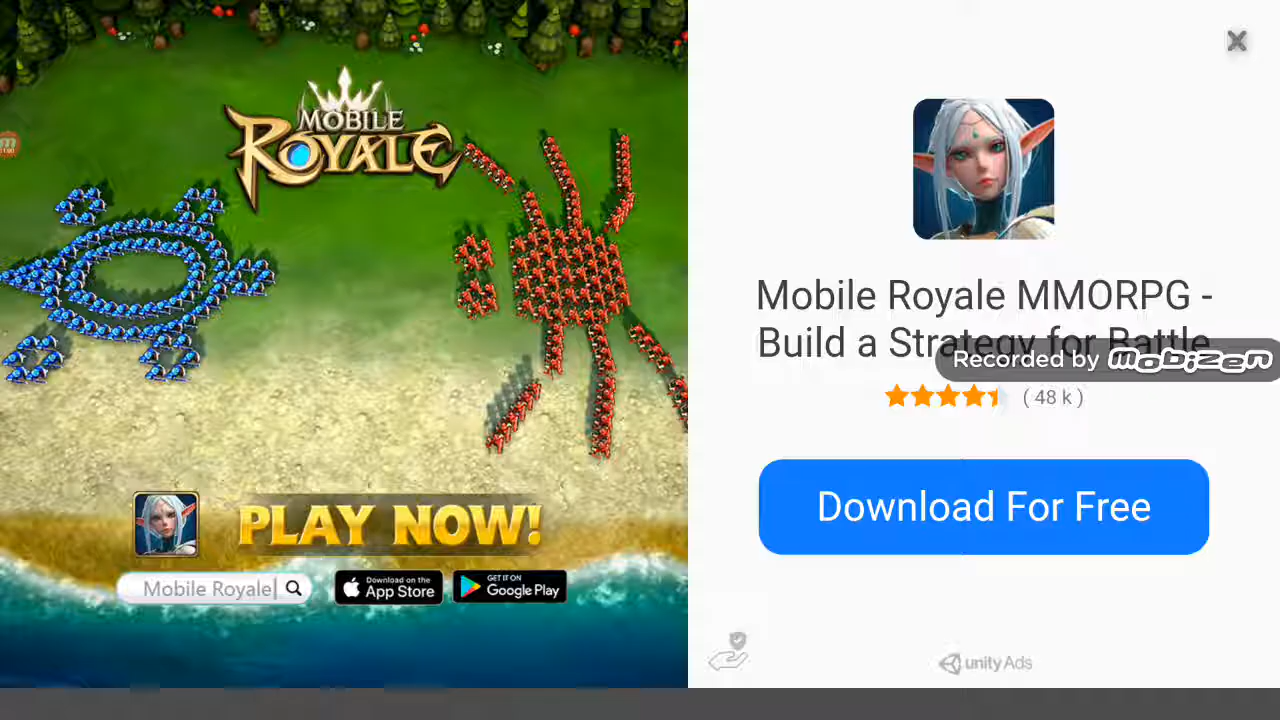 MOBILE
ROYALE
PLAY NOW!
Mobile Royale
Download on the
App Store
GET IT ON
Google Play
Mobile Royale MMORPG -
Build a Strategy for Battle
Recorded by mobizen
( 48 k )
Download For Free
unity Ads